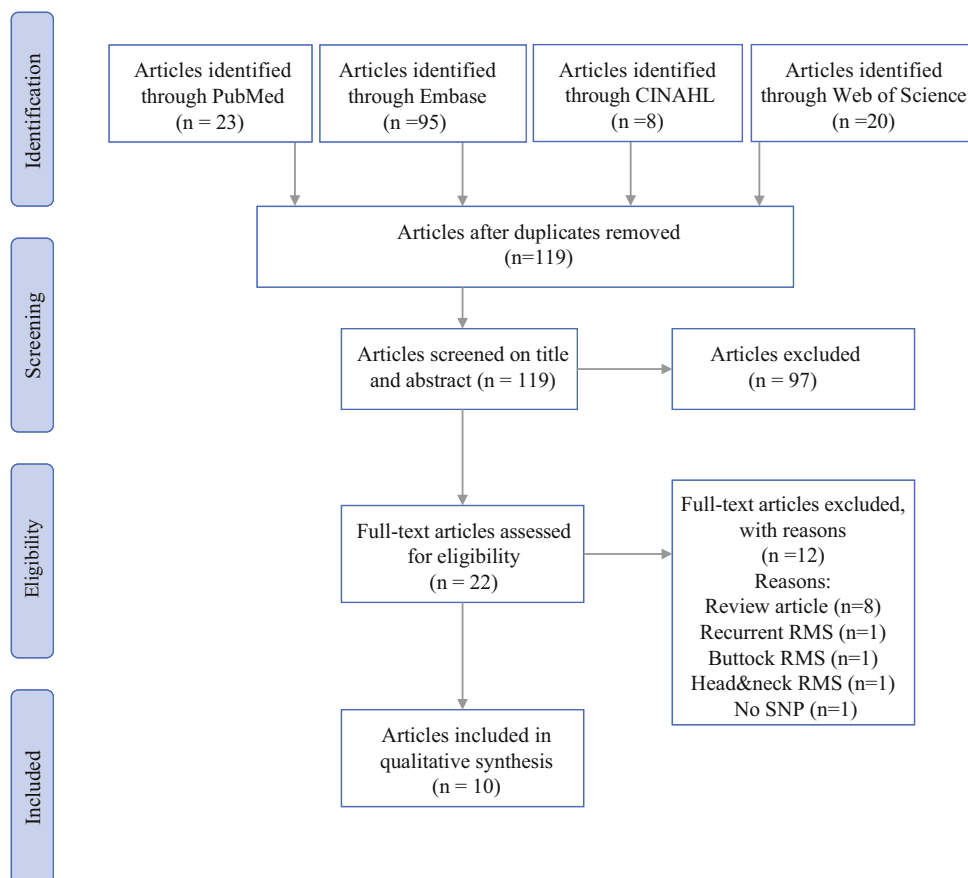 Identification
Articles identified
through PubMed
(n = 23)
Articles identified
through Embase
(n =95)
Articles identified
through CINAHL
(n =8)
Articles identified
through Web of Science
(n =20)
Articles after duplicates removed
(n=119)
Screening
Articles screened on title
and abstract (n = 119)
Articles excluded
(n = 97)
Eligibility
Full-text articles assessed
for eligibility
(n = 22)
Full-text articles excluded,
with reasons
(n =12)
Reasons:
Review article (n=8)
Recurrent RMS (n=1)
Buttock RMS (n=1)
Head&neck RMS (n=1)
No SNP (n=1)
Included
Articles included in
qualitative synthesis
(n = 10)